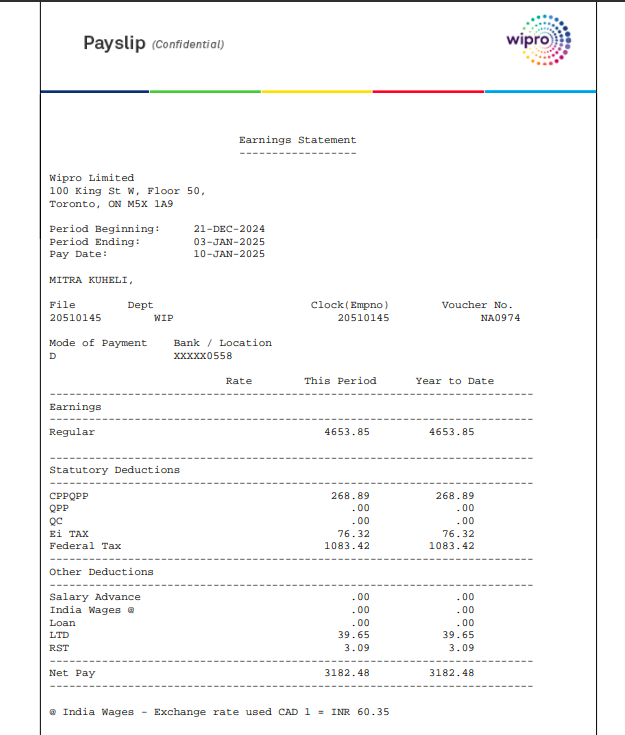 Payslip (Confidential)
wipro
Earnings Statement
------------------
Wipro Limited
100 King St W, Floor 50,
Toronto, ON M5X 1A9
Period Beginning: 21-DEC-2024
Period Ending: 03-JAN-2025
Pay Date: 10-JAN-2025
MITRA KUHELI,
File Dept Clock(Empno) Voucher No.
20510145 WIP 20510145 NA0974
Mode of Payment Bank / Location
D XXXXX0558
Rate This Period Year to Date
Earnings
Regular 4653.85 4653.85
Statutory Deductions
CPPQPP 268.89 268.89
QPP .00 .00
QC .00 .00
Ei TAX 76.32 76.32
Federal Tax 1083.42 1083.42
Other Deductions
Salary Advance .00 .00
India Wages @ .00 .00
Loan .00 .00
LTD 39.65 39.65
RST 3.09 3.09
Net Pay 3182.48 3182.48
@ India Wages - Exchange rate used CAD 1 = INR 60.35